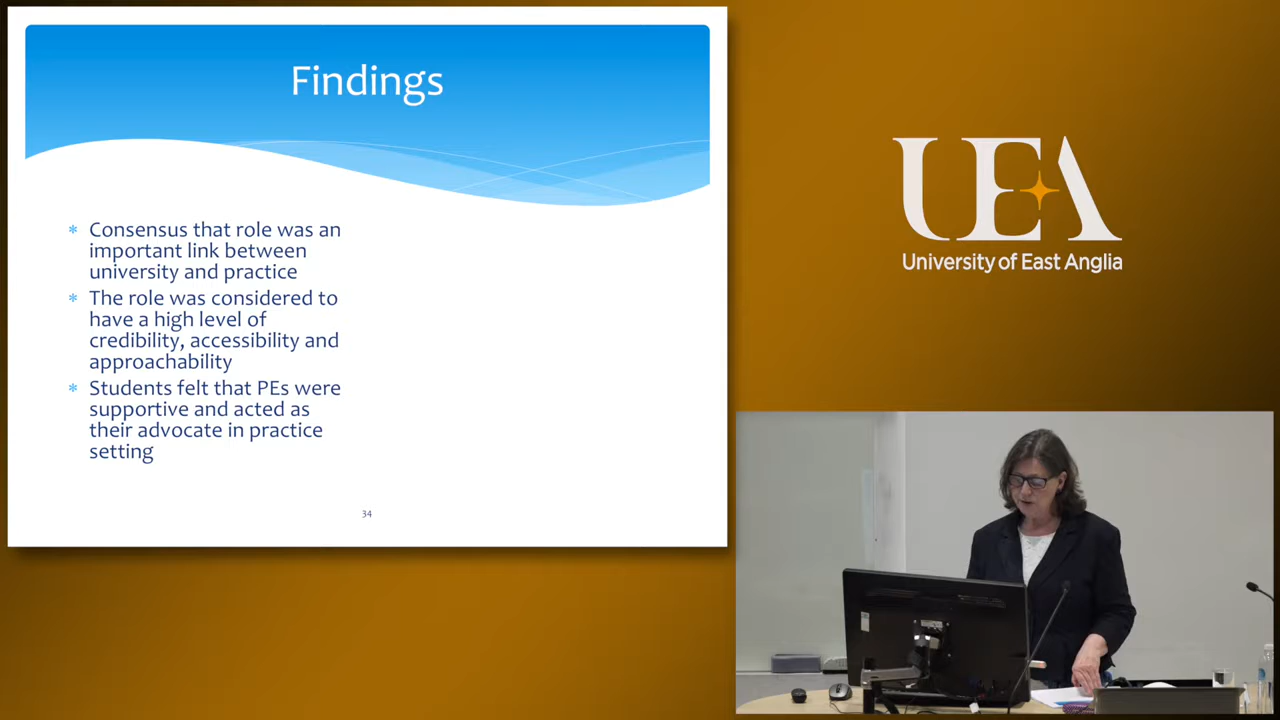 Findings
* Consensus that role was an
important link between
university and practice
* The role was considered to
have a high level of
credibility, accessibility and
approachability
* Students felt that PEs were
supportive and acted as
their advocate in practice
setting
34
UEA
University of East Anglia